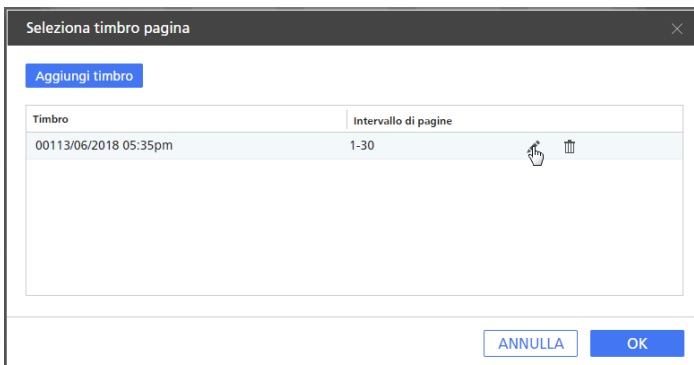 Seleziona timbro pagina
Aggiungi timbro
Timbro Intervallo di pagine
00113/06/2018 05:35pm 1-30
ANNULLA OK